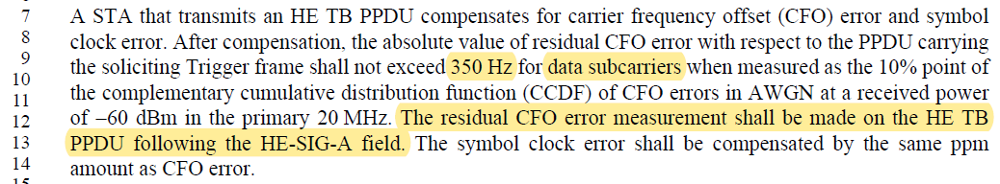 7 A STA that transmits an HE TB PPDU compensates for carrier frequency offset (CFO) error and symbol
8 clock error. After compensation, the absolute value of residual CFO error with respect to the PPDU carrying
9 the soliciting Trigger frame shall not exceed 350 Hz for data subcarriers when measured as the 10% point of
10
11 the complementary cumulative distribution function (CCDF) of CFO errors in AWGN at a received power
12 of –60 dBm in the primary 20 MHz. The residual CFO error measurement shall be made on the HE TB
13 PPDU following the HE-SIG-A field. The symbol clock error shall be compensated by the same ppm
14 amount as CFO error.